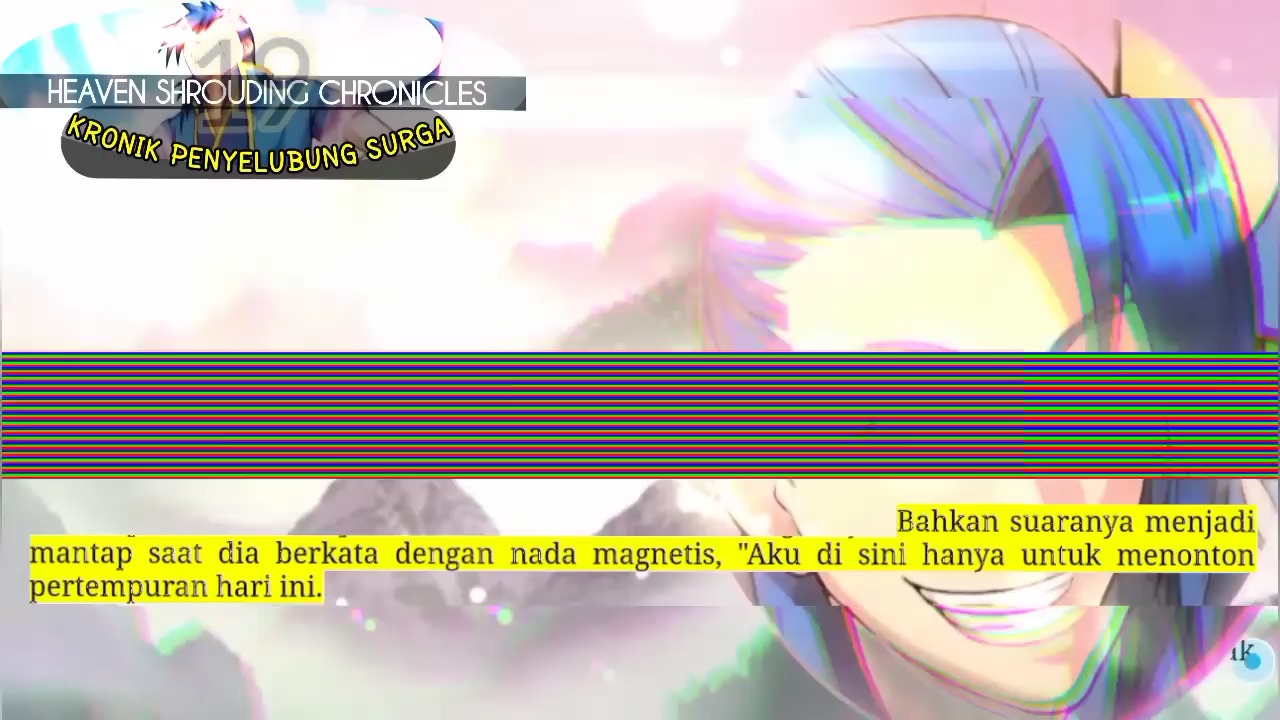 19
HEAVEN SHROUDING CHRONICLES
KRONIK PENYELUBUNG SURGA
Bahkan suaranya menjadi
mantap saat dia berkata dengan nada magnetis, "Aku di sini hanya untuk menonton
pertempuran hari ini.